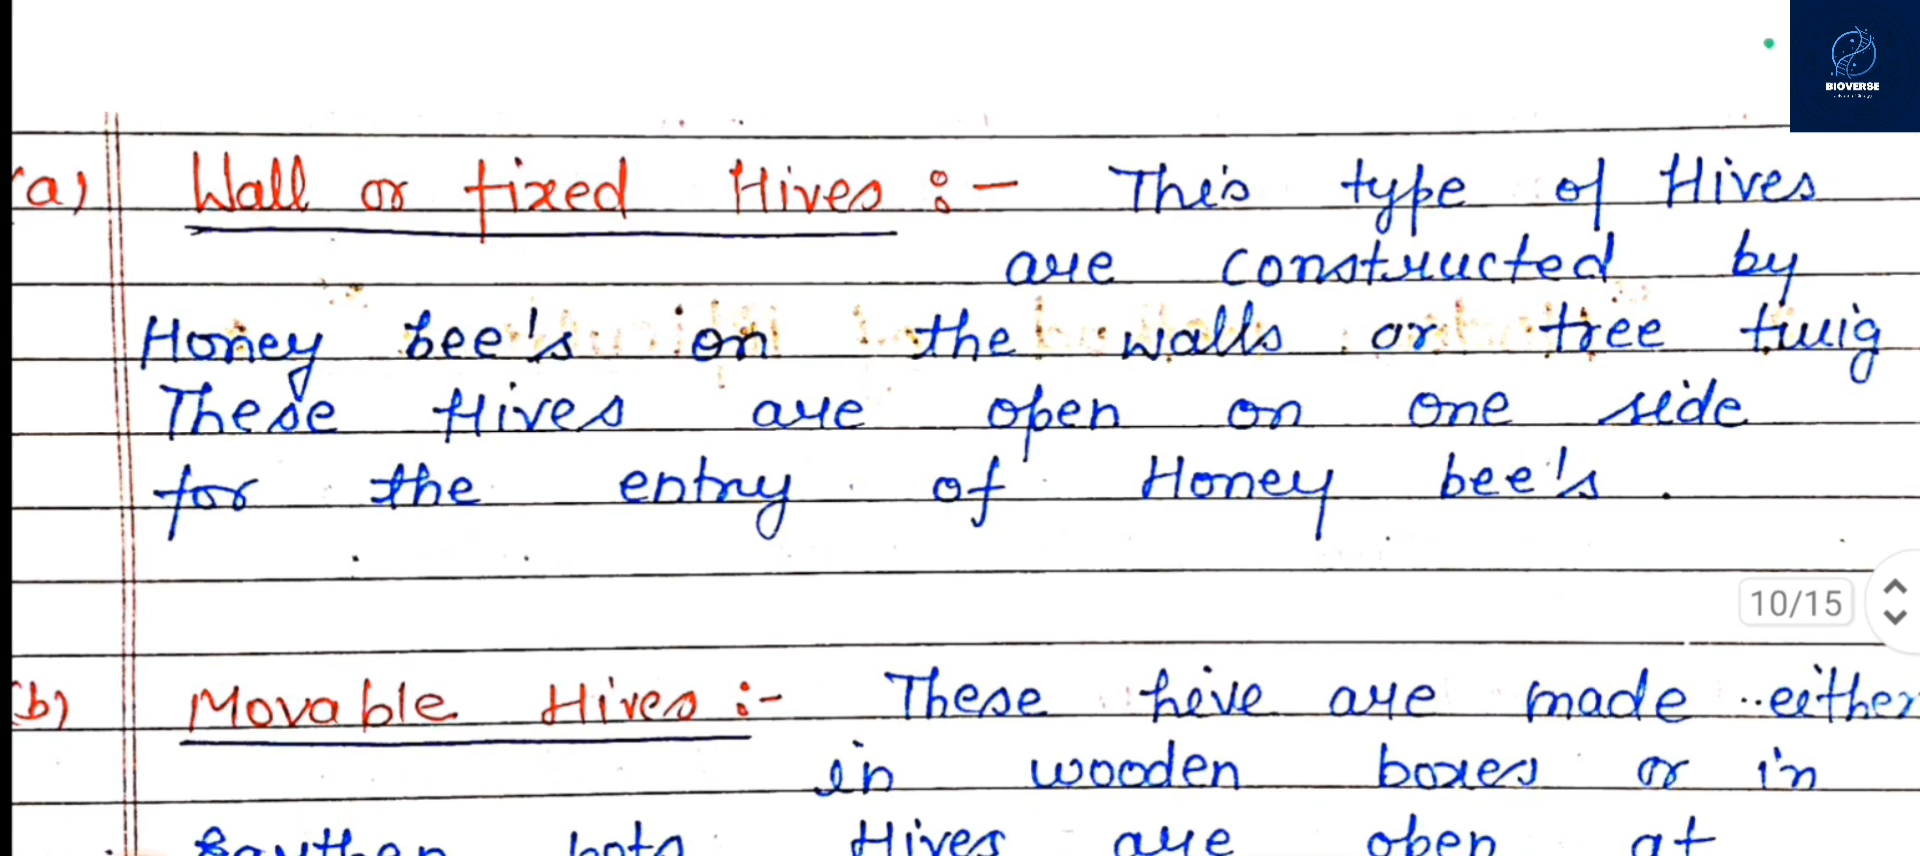 BIOVERSE
(a) Wall or fixed Hives :- This type of Hives
are constructed by
Honey bee's on the walls or tree twig
These Hives are open on one side
for the entry of Honey bee's .
10/15
(b) Movable Hives :- These hive are made either
in wooden boxes or in
Hives are open at